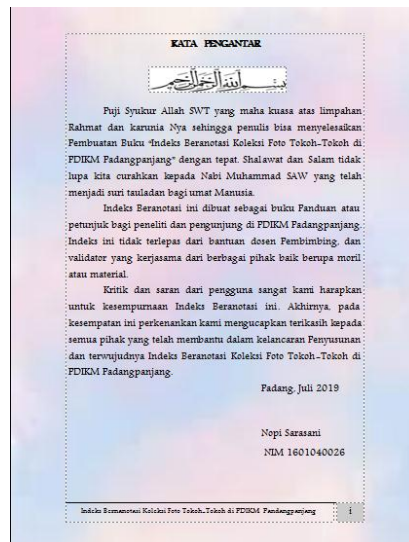 KATA PENGANTAR
بِسْمِ اللَّهِ الرَّحْمَنِ الرَّحِيمِ
Puji Syukur Allah SWT yang maha kuasa atas limpahan
Rahmat dan karunia Nya sehingga penulis bisa menyelesaikan
Pembuatan Buku “Indeks Beranotasi Koleksi Foto Tokoh-Tokoh di
PDIKM Padangpanjang” dengan tepat. Shalawat dan Salam tidak
lupa kita curahkan kepada Nabi Muhammad SAW yang telah
menjadi suri tauladan bagi umat Manusia.
Indeks Beranotasi ini dibuat sebagai buku Panduan atau
petunjuk bagi peneliti dan pengunjung di PDIKM Padangpanjang.
Indeks ini tidak terlepas dari bantuan dosen Pembimbing, dan
validator yang kerjasama dari berbagai pihak baik berupa moril
atau material.
Kritik dan saran dari pengguna sangat kami harapkan
untuk kesempurnaan Indeks Beranotasi ini. Akhirnya, pada
kesempatan ini perkenankan kami mengucapkan terikasih kepada
semua pihak yang telah membantu dalam kelancaran Penyusunan
dan terwujudnya Indeks Beranotasi Koleksi Foto Tokoh-Tokoh di
PDIKM Padangpanjang.
Padang, Juli 2019
Nopi Sarasani
NIM 1601040026
Indeks Bernanotasi Koleksi Foto Tokoh-Tokoh di PDIKM Pandangpanjang i